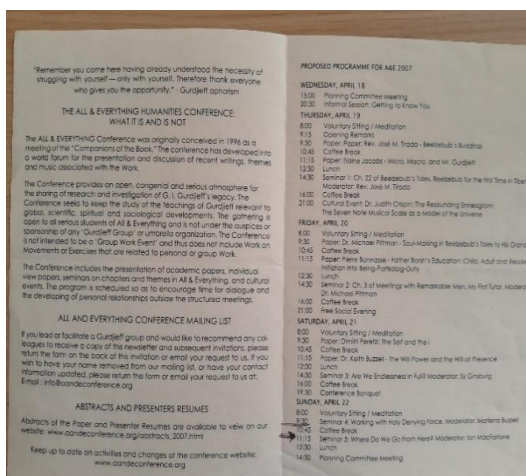 "Remember you come here having already understood the necessity of
struggling with yourself — only with yourself. Therefore thank everyone
who gives you the opportunity." - Gurdjieff aphorism
THE ALL & EVERYTHING HUMANITIES CONFERENCE:
WHAT IT IS AND IS NOT
The ALL & EVERYTHING Conference was originally conceived in 1996 as a
meeting of the "Companions of the Book." The conference has developed into
a world forum for the presentation and discussion of recent writings, themes
and music associated with the Work.
The Conference provides an open, congenial and serious atmosphere for
the sharing of research and investigation of G. I. Gurdjieff's legacy. The
Conference seeks to keep the study of the teachings of Gurdjieff relevant to
global, scientific, spiritual and sociological developments. The gathering is
open to all serious students of All & Everything and is not under the auspices or
sponsorship of any 'Gurdjieff Group' or umbrella organization. The Conference
is not intended to be a 'Group Work Event' and thus does not include Work on
Movements or Exercises that are related to personal or group Work.
The Conference includes the presentation of academic papers, individual
view papers, seminars on chapters and themes in All & Everything, and cultural
events. The program is scheduled so as to encourage time for dialogue and
the developing of personal relationships outside the structured meetings.
ALL AND EVERYTHING CONFERENCE MAILING LIST
If you lead or facilitate a Gurdjieff group and would like to recommend any col-
leagues to receive a copy of this newsletter and subsequent invitations, please
return the form on the back of this invitation or email your request to us. If you
wish to have your name removed from our mailing list, or have your contact
information updated, please return the form or email your request to us at:
E-mail : info@aandeconference.org
ABSTRACTS AND PRESENTERS RESUMES
Abstracts of the Paper and Presenter Resumes are available to view on our
website: www.aandeconference.org/abstracts_2007.html
Keep up to date on activities and changes at the conference website:
www.aandeconference.org
PROPOSED PROGRAMME FOR A&E 2007
WEDNESDAY, APRIL 18
15:00 Planning Committee Meeting
20:30 Informal Session: Getting to Know You
THURSDAY, APRIL 19
8:00 Voluntary Sitting / Meditation
9:15 Opening Remarks
9:30 Paper: Paper: Rev. José M. Tirado - Beelzebub's Buddhas
10:45 Coffee Break
11:15 Paper: Elaine Jacobs - Micro, Macro, and Mr. Gurdjieff
12:30 Lunch
14:30 Seminar 1: Ch. 22 of Beelzebub's Tales, Beelzebub for the First Time in Tibet
Moderator: Rev. José M. Tirado
16:00 Coffee Break
21:00 Cultural Event: Dr. Judith Crispin: The Resounding Enneagram:
The Seven Note Musical Scale as a Model of the Universe
FRIDAY, APRIL 20
8:00 Voluntary Sitting / Meditation
9:30 Paper: Dr. Michael Pittman - Soul-Making in Beelzebub's Tales to His Grand
10:45 Coffee Break
11:15 Paper: Pierre Bonnasse - Father Bash's Education: Child, Adult and Reader
Initiation into Being-Partkdolg-Duty
12:30 Lunch
14:30 Seminar 2: Ch. 3 of Meetings with Remarkable Men, My First Tutor, Modera
Dr. Michael Pittman
16:00 Coffee Break
21:00 Free Social Evening
SATURDAY, APRIL 21
8:00 Voluntary Sitting / Meditation
9:30 Paper: Dimitri Peretzi: The Self and the I
10:45 Coffee Break
11:15 Paper: Dr. Keith Buzzell - The Will Power and the Will of Presence
12:30 Lunch
14:30 Seminar 3: Are We Endlessness in Full? Moderator: Sy Ginsburg
16:00 Coffee Break
19:30 Conference Banquet
SUNDAY, APRIL 22
8:00 Voluntary Sitting / Meditation
9:30 Seminar 4: Working with Holy Denying Force, Moderator: Marlena Buzzell
10:45 Coffee Break
11:15 Seminar 5: Where Do We Go From Here? Moderator: Ian MacFarlane
12:30 Lunch
14:30 Planning Committee Meeting